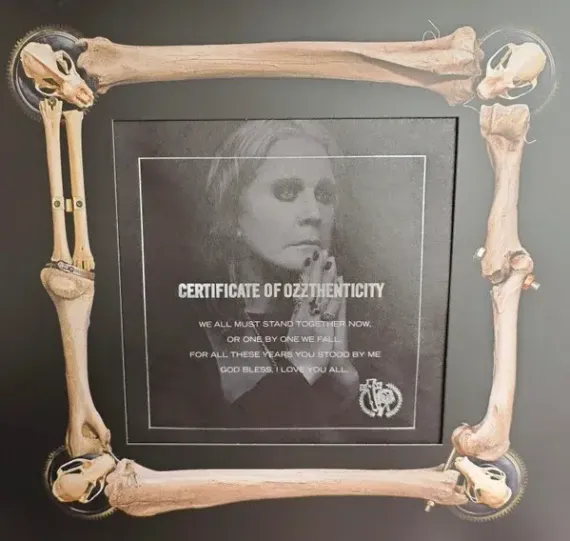 CERTIFICATE OF OZZTHENTICITY
WE ALL MUST STAND TOGETHER NOW,
OR ONE BY ONE WE FALL.
FOR ALL THESE YEARS YOU STOOD BY ME
GOD BLESS, I LOVE YOU ALL.